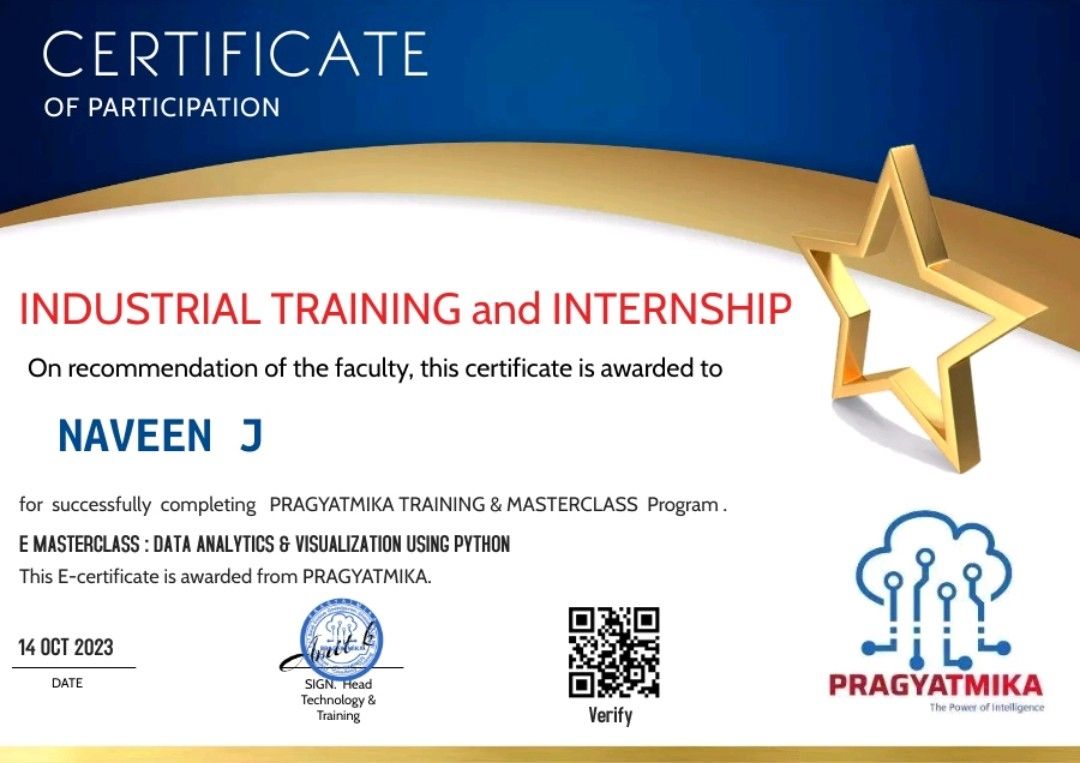 CERTIFICATE
OF PARTICIPATION
INDUSTRIAL TRAINING and INTERNSHIP
On recommendation of the faculty, this certificate is awarded to
NAVEEN J
for successfully completing PRAGYATMIKA TRAINING & MASTERCLASS Program .
E MASTERCLASS : DATA ANALYTICS & VISUALIZATION USING PYTHON
This E-certificate is awarded from PRAGYATMIKA.
14 OCT 2023
DATE
SIGN. Head
Technology &
Training
Verify
PRAGYATMIKA
The Power of Intelligence